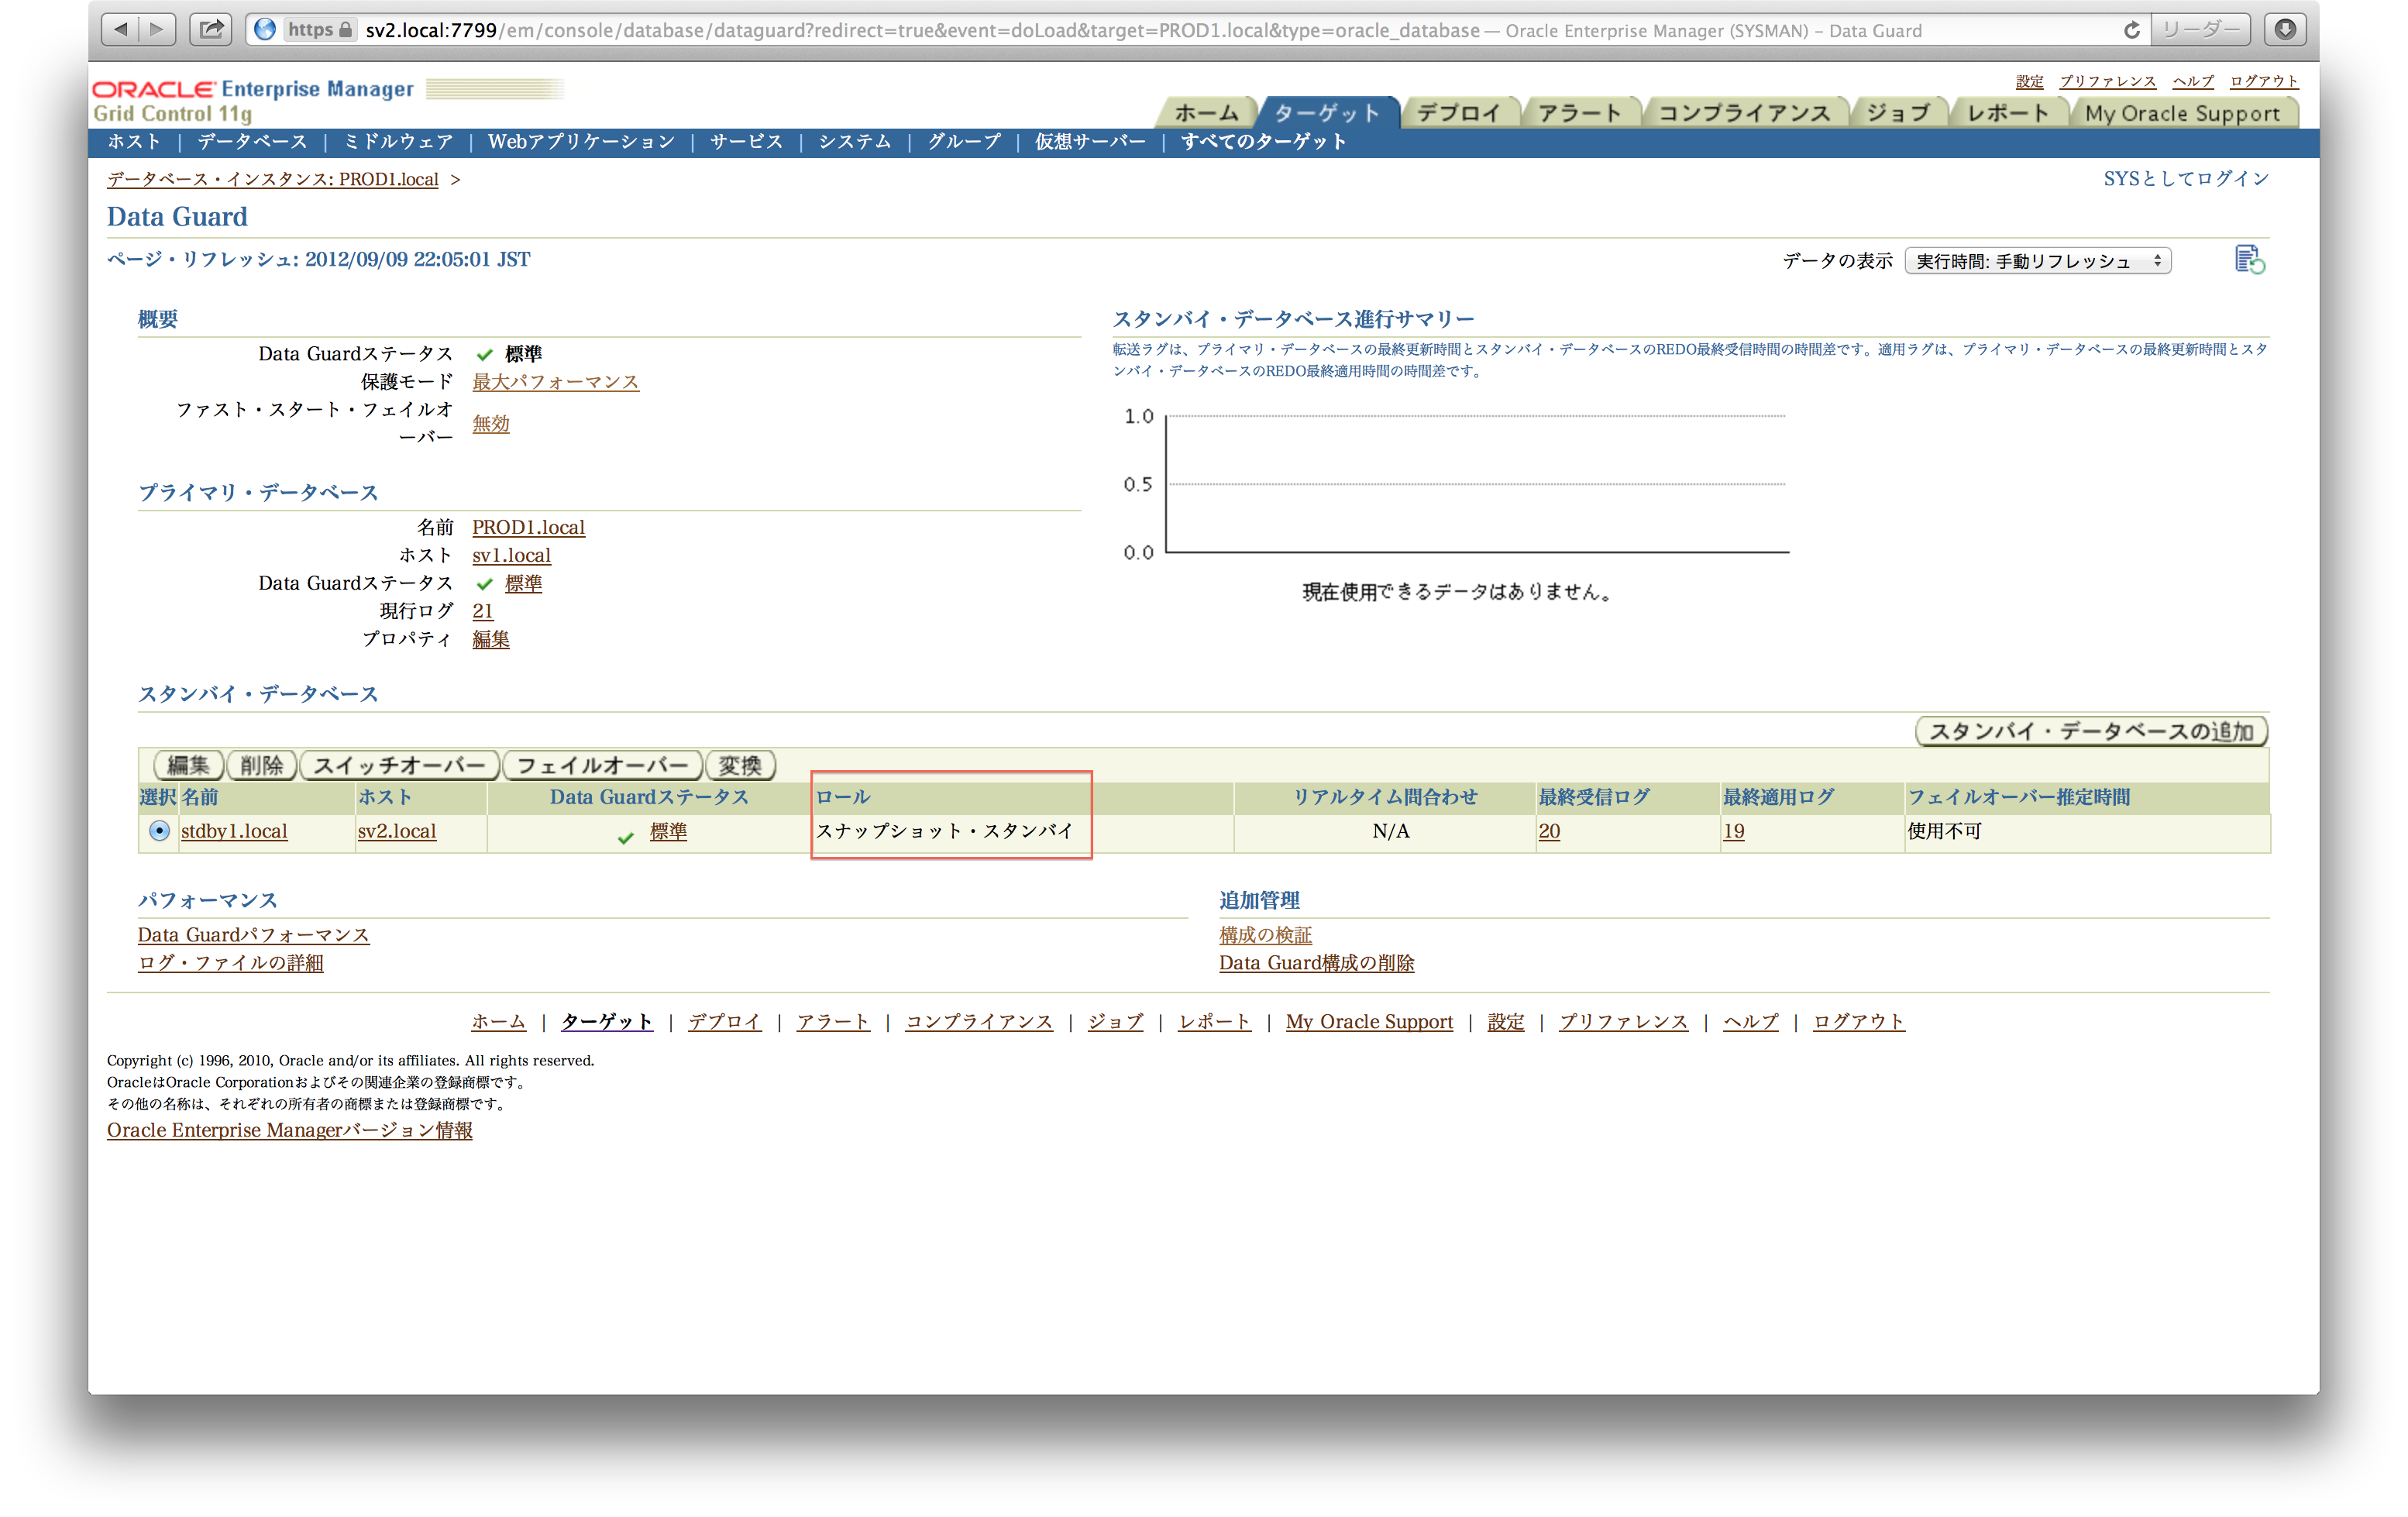 https sv2.local:7799/em/console/database/dataguard?redirect=true&event=doLoad&target=PROD1.local&type=oracle_database — Oracle Enterprise Manager (SYSMAN) – Data Guard リーダー
設定 プリファレンス ヘルプ ログアウト
ORACLE Enterprise Manager
Grid Control 11g
ホーム ターゲット デプロイ アラート コンプライアンス ジョブ レポート My Oracle Support
ホスト | データベース | ミドルウェア | Webアプリケーション | サービス | システム | グループ | 仮想サーバー | すべてのターゲット
データベース・インスタンス: PROD1.local > SYSとしてログイン
Data Guard
ページ・リフレッシュ: 2012/09/09 22:05:01 JST データの表示 実行時間: 手動リフレッシュ
概要
Data Guardステータス 標準
保護モード 最大パフォーマンス
ファスト・スタート・フェイルオ
ーバー 無効
プライマリ・データベース
名前 PROD1.local
ホスト sv1.local
Data Guardステータス 標準
現行ログ 21
プロパティ 編集
スタンバイ・データベース進行サマリー
転送ラグは、プライマリ・データベースの最終更新時間とスタンバイ・データベースのREDO最終受信時間の時間差です。適用ラグは、プライマリ・データベースの最終更新時間とスタ
ンバイ・データベースのREDO最終適用時間の時間差です。
1.0
0.5
0.0
現在使用できるデータはありません。
スタンバイ・データベース
スタンバイ・データベースの追加
編集 削除 スイッチオーバー フェイルオーバー 変換
選択 名前 ホスト Data Guardステータス ロール リアルタイム問合わせ 最終受信ログ 最終適用ログ フェイルオーバー推定時間
stdby1.local sv2.local 標準 スナップショット・スタンバイ N/A 20 19 使用不可
パフォーマンス
Data Guardパフォーマンス
ログ・ファイルの詳細
追加管理
構成の検証
Data Guard構成の削除
ホーム | ターゲット | デプロイ | アラート | コンプライアンス | ジョブ | レポート | My Oracle Support | 設定 | プリファレンス | ヘルプ | ログアウト
Copyright (c) 1996, 2010, Oracle and/or its affiliates. All rights reserved.
OracleはOracle Corporationおよびその関連企業の登録商標です。
その他の名称は、それぞれの所有者の商標または登録商標です。
Oracle Enterprise Managerバージョン情報